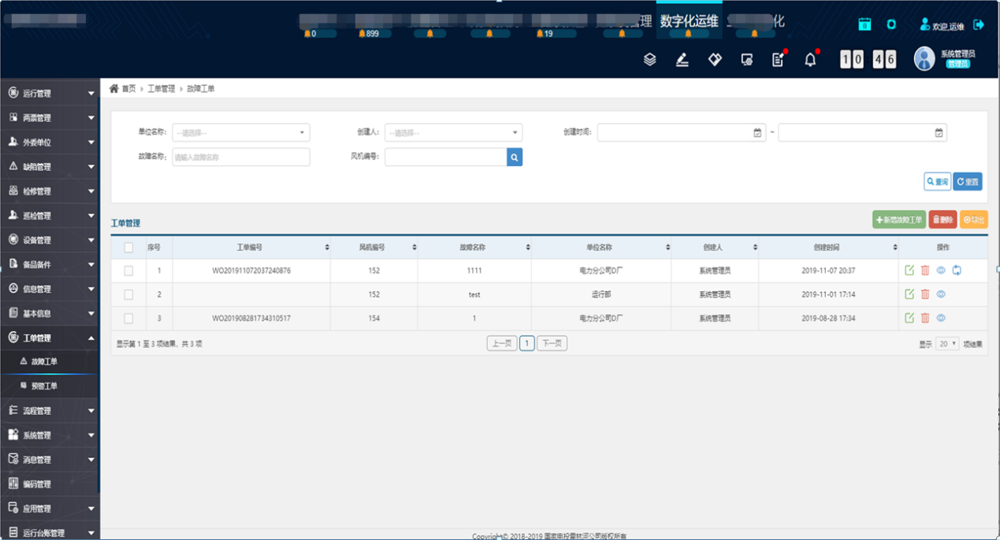 管理 数字化运维 化
0 899 19
欢迎,运维
10 46 系统管理员
管理员
首页 工单管理 故障工单
运行管理
两票管理
外委单位
缺陷管理
检修管理
巡检管理
设备管理
备品备件
信息管理
基本信息
工单管理
故障工单
预警工单
流程管理
系统管理
消息管理
编码管理
应用管理
运行台账管理
单位名称: --请选择-- 创建人: --请选择-- 创建时间: ~
故障名称: 请输入故障名称 风机编号:
查询 重置
工单管理 新增故障工单 删除 导出
序号 工单编号 风机编号 故障名称 单位名称 创建人 创建时间 操作
1 WO201911072037240876 152 1111 电力分公司D厂 系统管理员 2019-11-07 20:37
2 152 test 运行部 系统管理员 2019-11-01 17:14
3 WO201908281734310517 154 1 电力分公司D厂 系统管理员 2019-08-28 17:34
显示第 1 至 3 项结果, 共 3 项 上一页 1 下一页 显示 20 项结果
Copyright© 2018-2019 国家电投霍林河公司版权所有